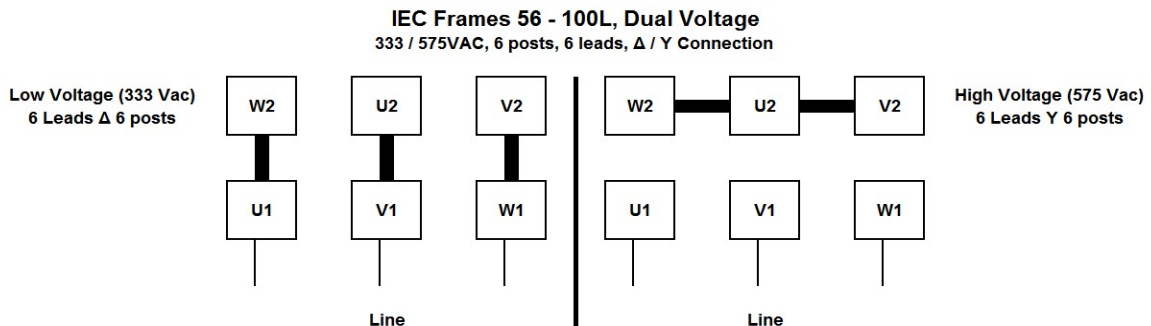 IEC Frames 56 - 100L, Dual Voltage
333 / 575VAC, 6 posts, 6 leads, Δ / Y Connection
Low Voltage (333 Vac)
6 Leads Δ 6 posts
W2 U2 V2
U1 V1 W1
Line
W2 U2 V2
U1 V1 W1
Line
High Voltage (575 Vac)
6 Leads Y 6 posts